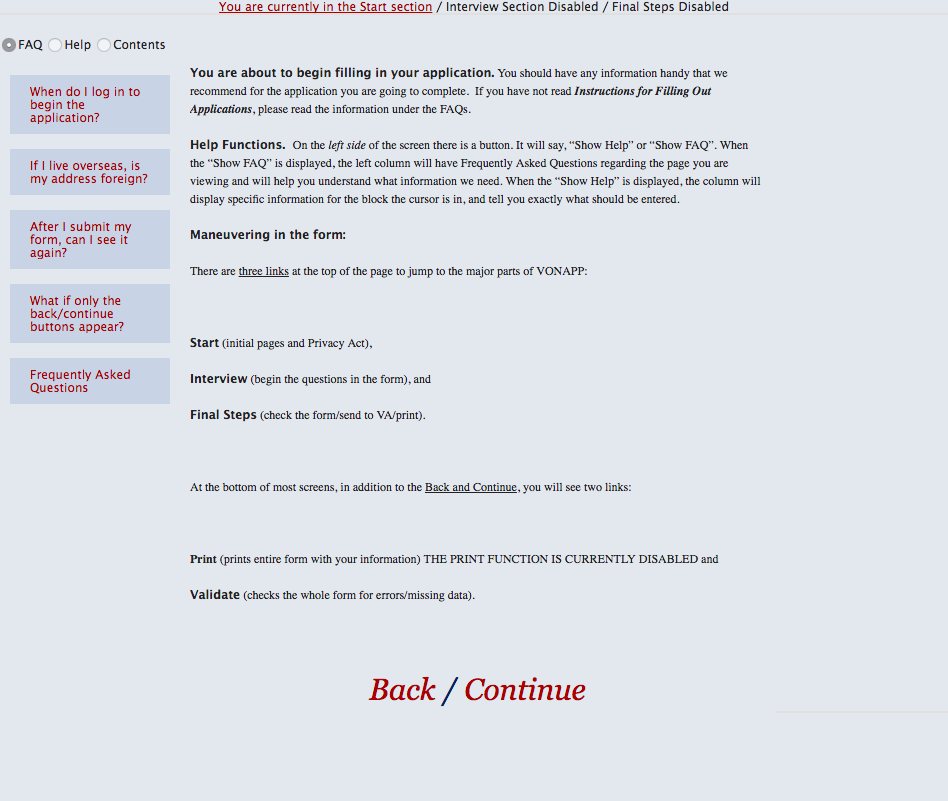 You are currently in the Start section / Interview Section Disabled / Final Steps Disabled
FAQ Help Contents
When do I log in to
begin the
application?
If I live overseas, is
my address foreign?
After I submit my
form, can I see it
again?
What if only the
back/continue
buttons appear?
Frequently Asked
Questions
You are about to begin filling in your application. You should have any information handy that we
recommend for the application you are going to complete. If you have not read Instructions for Filling Out
Applications, please read the information under the FAQs.
Help Functions. On the left side of the screen there is a button. It will say, “Show Help” or “Show FAQ”. When
the “Show FAQ” is displayed, the left column will have Frequently Asked Questions regarding the page you are
viewing and will help you understand what information we need. When the “Show Help” is displayed, the column will
display specific information for the block the cursor is in, and tell you exactly what should be entered.
Maneuvering in the form:
There are three links at the top of the page to jump to the major parts of VONAPP:
Start (initial pages and Privacy Act),
Interview (begin the questions in the form), and
Final Steps (check the form/send to VA/print).
At the bottom of most screens, in addition to the Back and Continue, you will see two links:
Print (prints entire form with your information) THE PRINT FUNCTION IS CURRENTLY DISABLED and
Validate (checks the whole form for errors/missing data).
Back / Continue